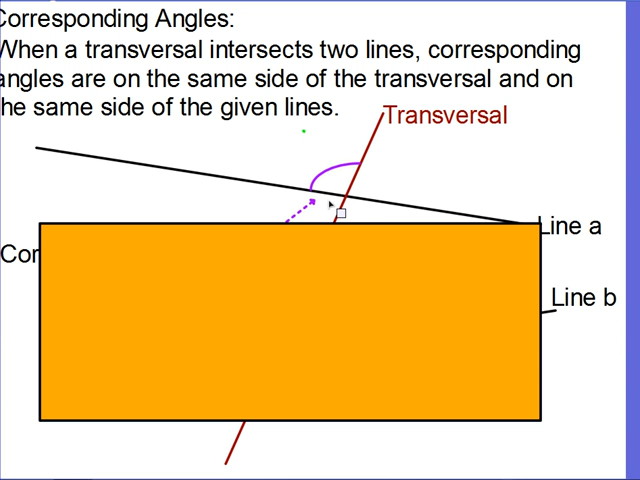 Corresponding Angles:
When a transversal intersects two lines, corresponding
angles are on the same side of the transversal and on
the same side of the given lines.
Transversal
Line a
Cor
Line b